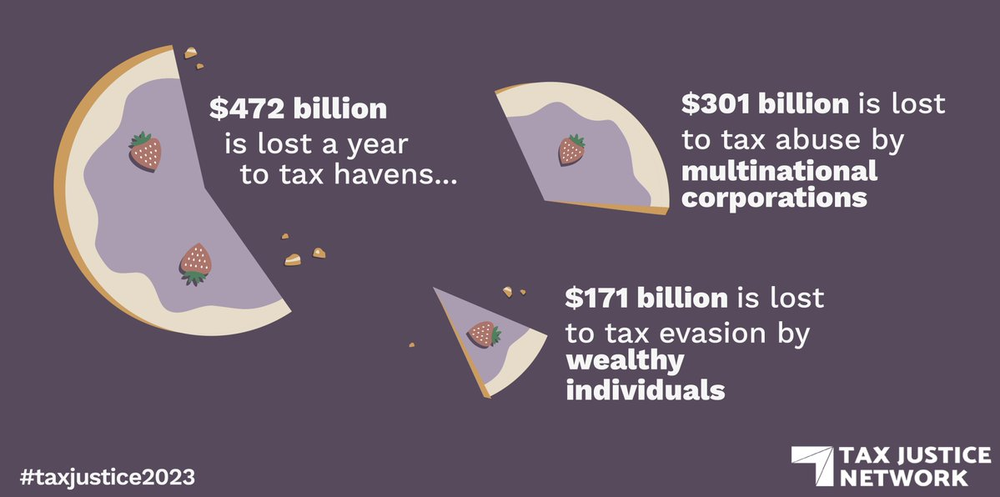 $472 billion
is lost a year
to tax havens...
$301 billion is lost
to tax abuse by
multinational
corporations
$171 billion is lost
to tax evasion by
wealthy
individuals
#taxjustice2023
TAX JUSTICE
NETWORK